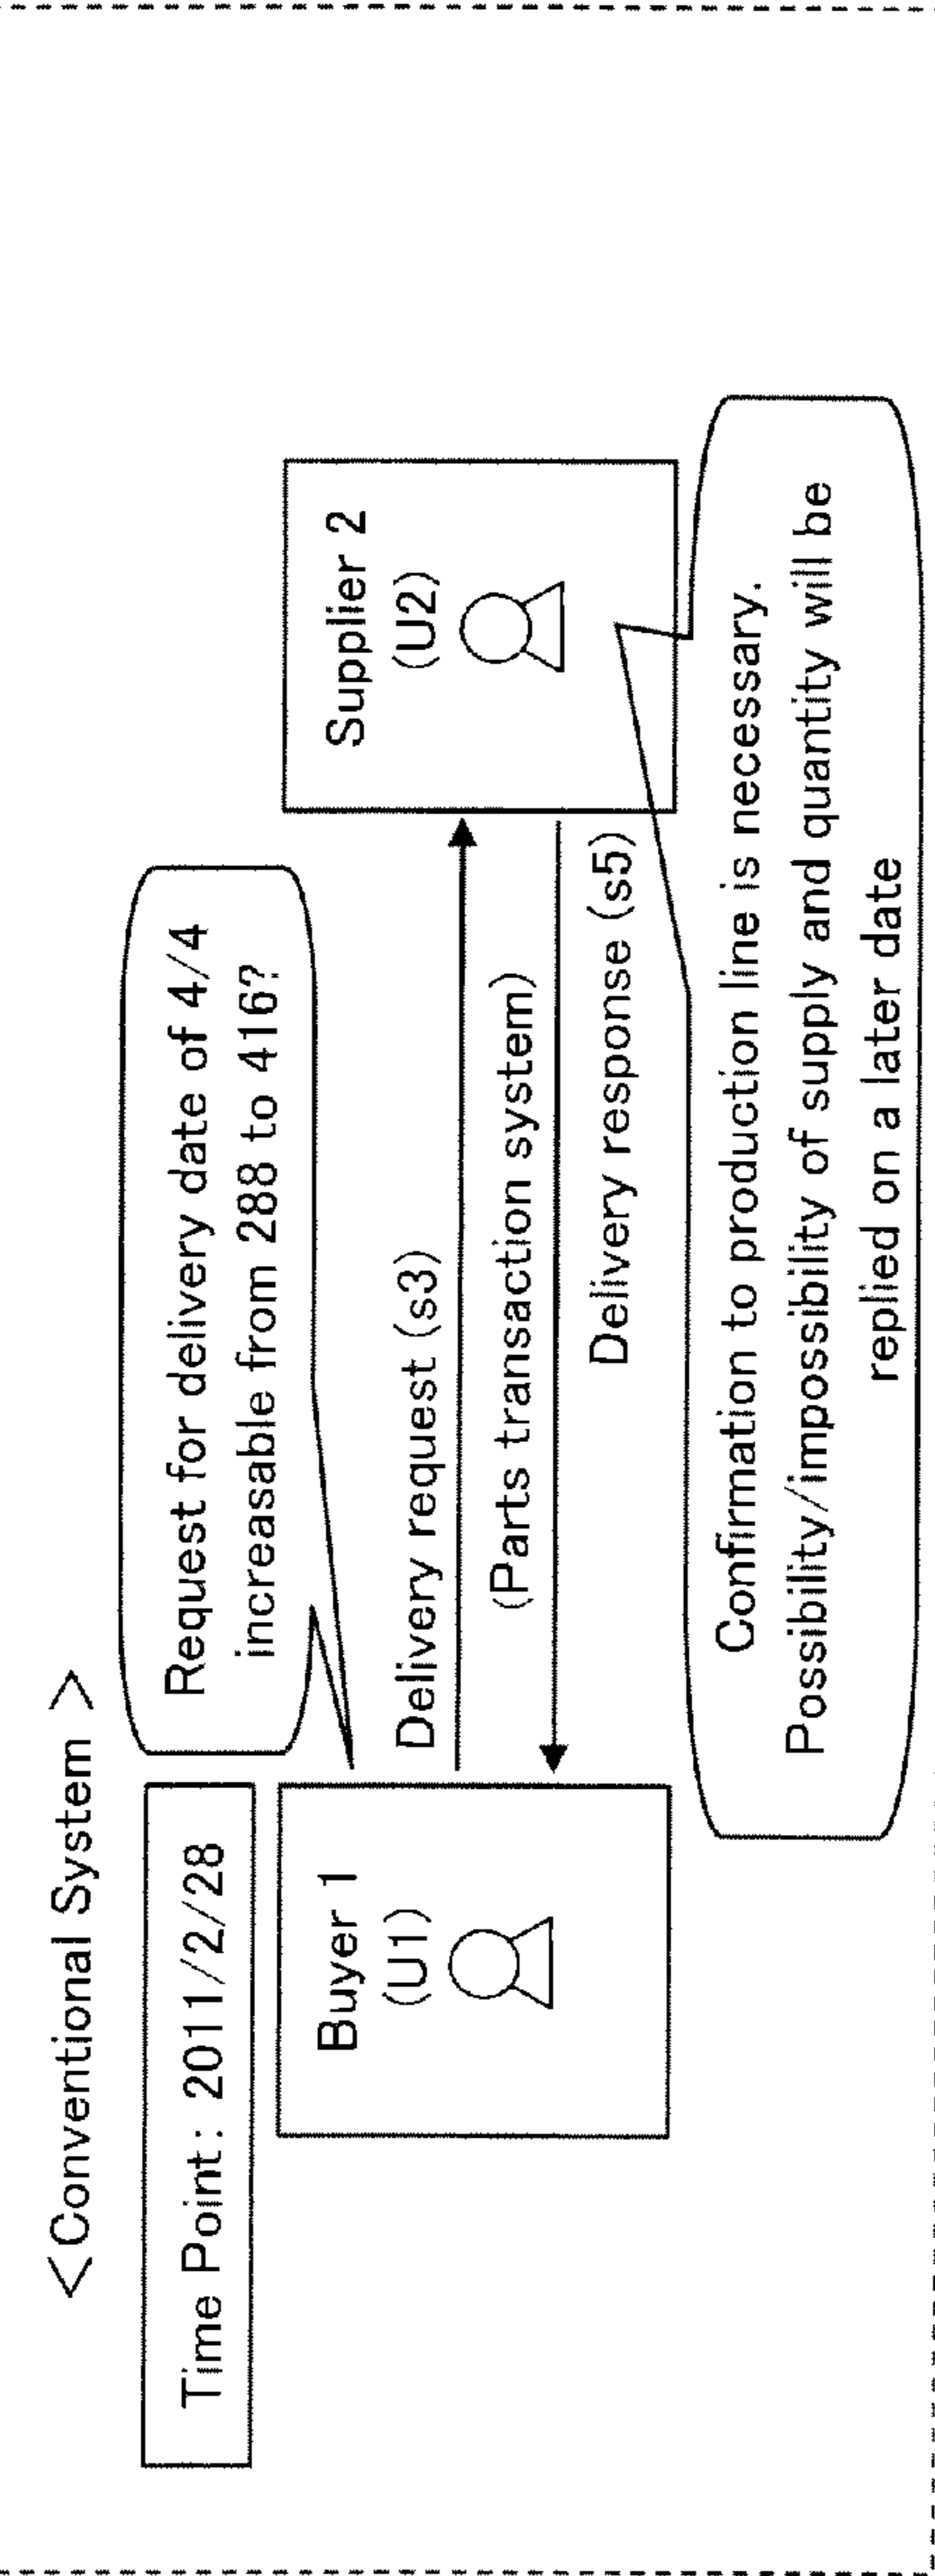 <Conventional System >
Time Point: 2011/2/28
Request for delivery date of 4/4
increasable from 288 to 416?
Buyer 1
(U1)
Delivery request (s3)
(Parts transaction system)
Delivery response (s5)
Supplier 2
(U2)
Confirmation to production line is necessary.
Possibility/impossibility of supply and quantity will be
replied on a later date